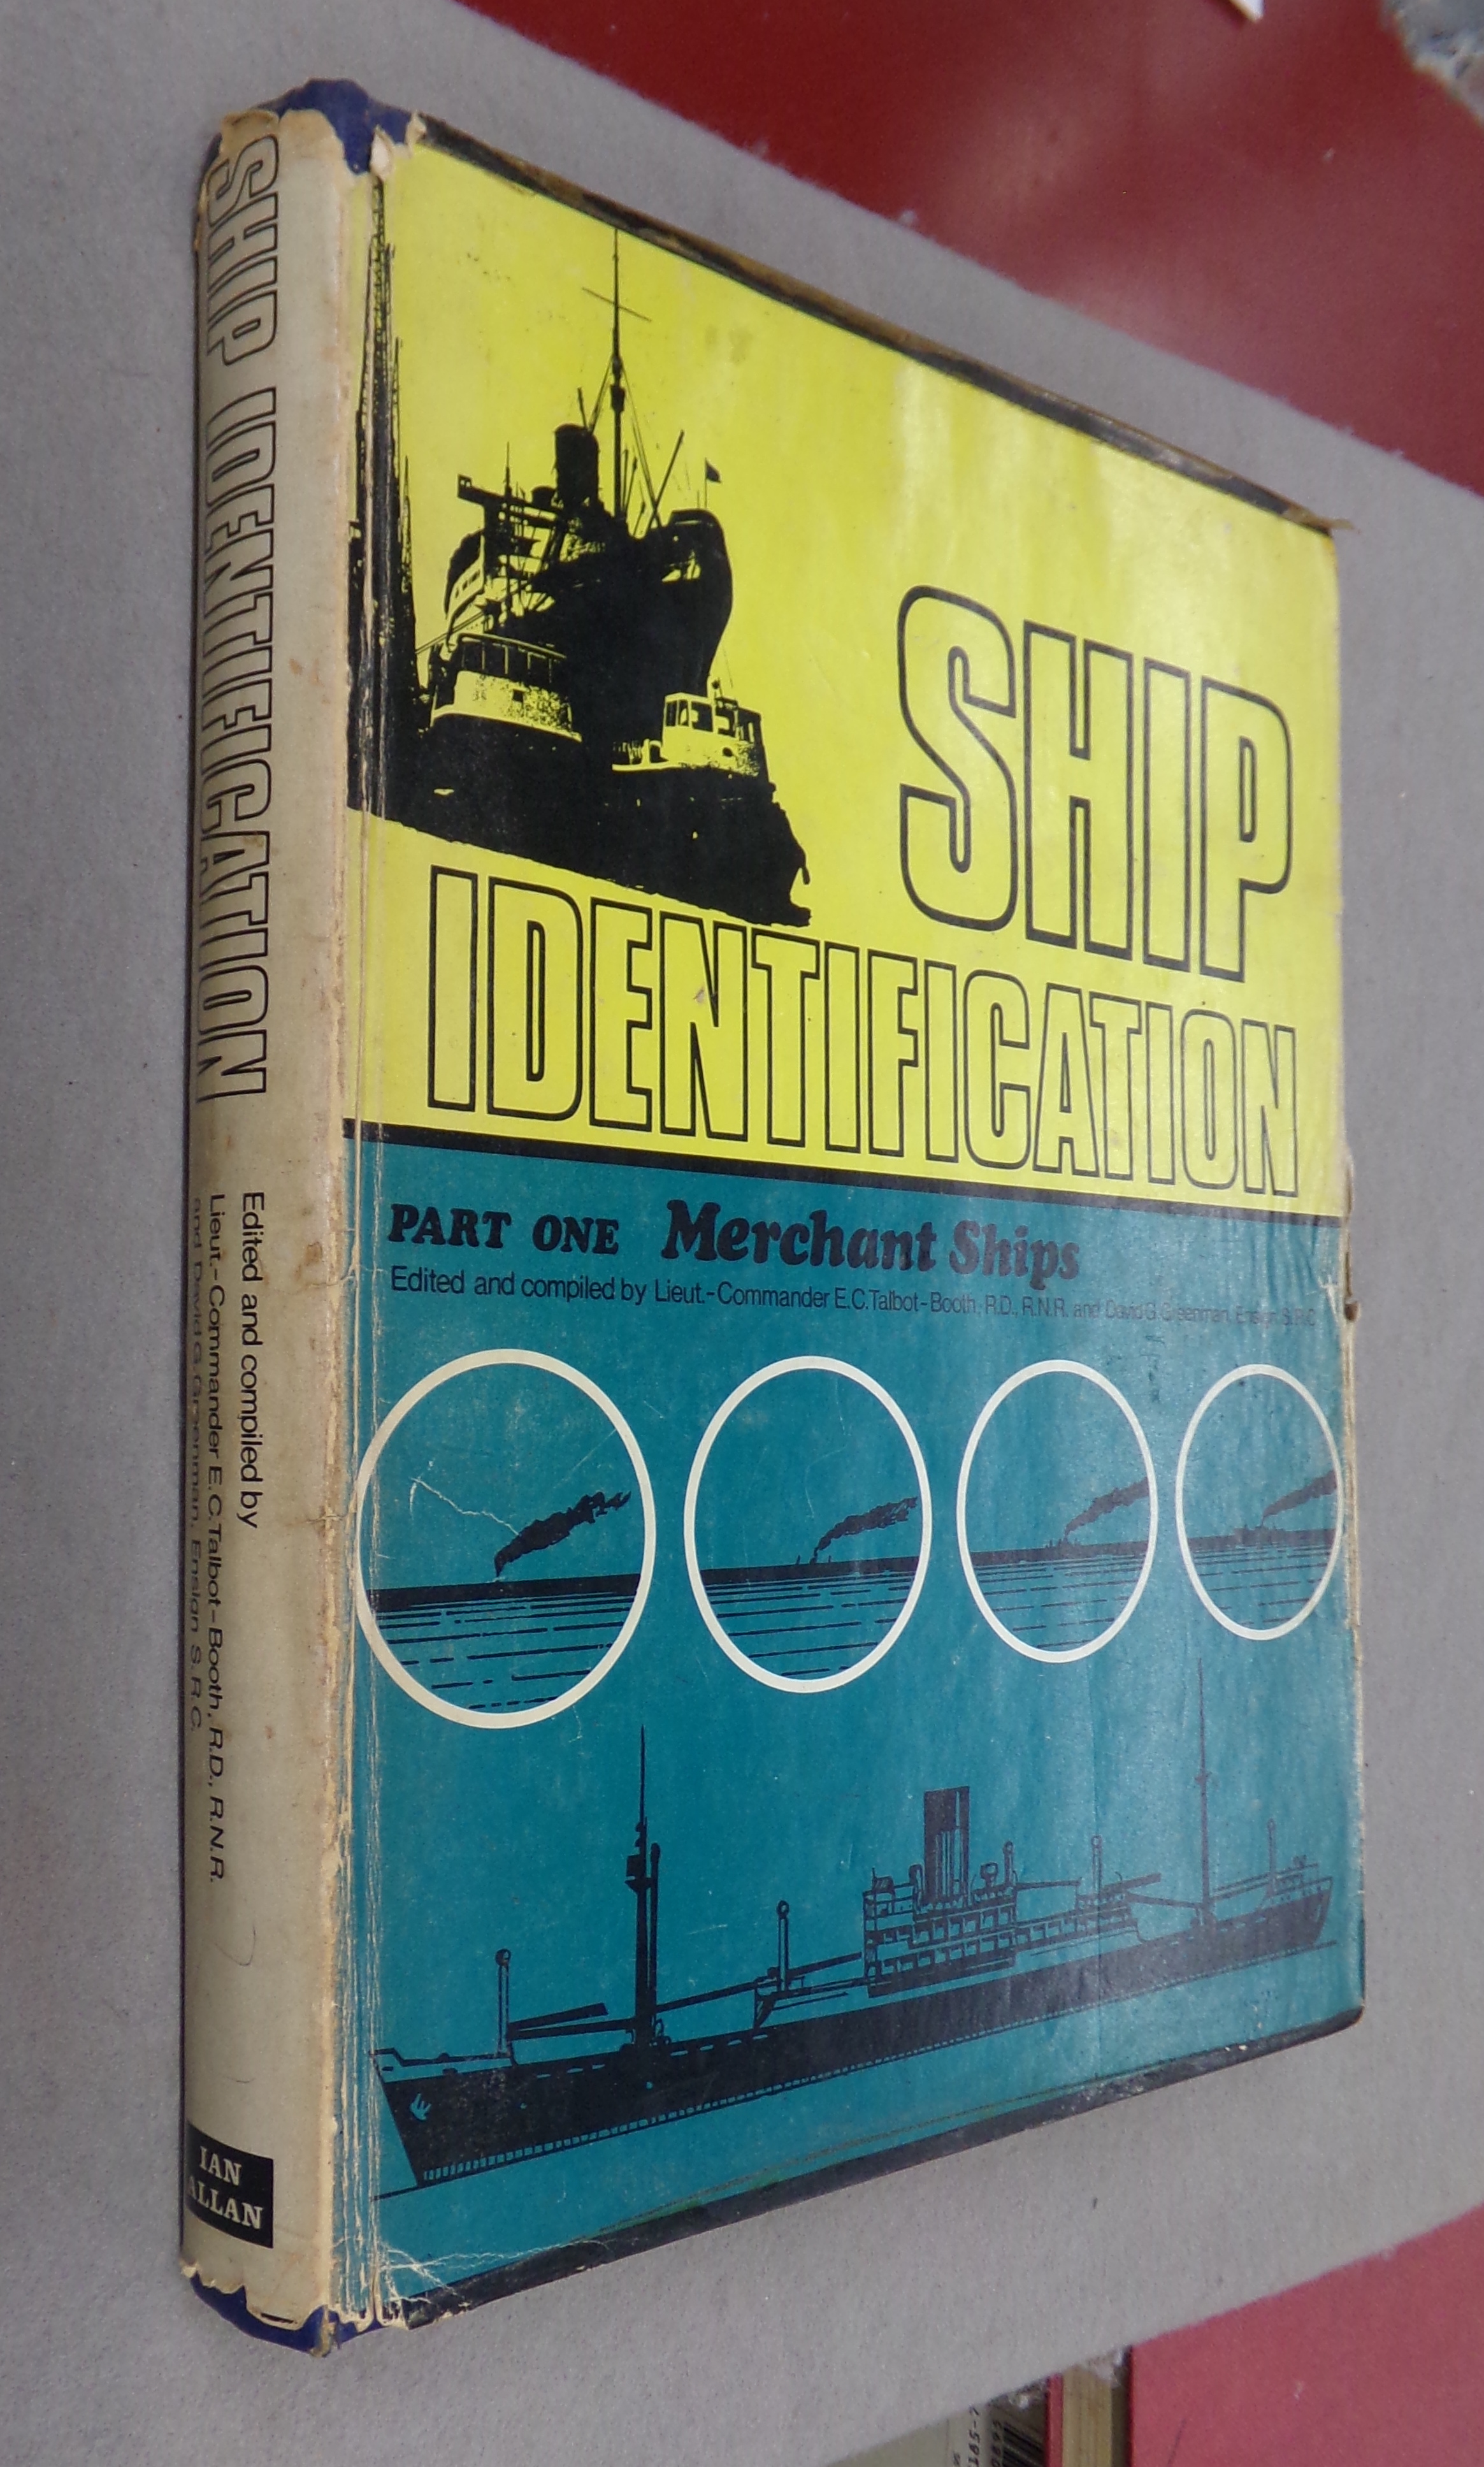 SHIP IDENTIFICATION
Edited and compiled by
Lieut.-Commander E.C.Talbot-Booth, R.D., R.N.R.
and David G. Greenman, Ensign S.R.C.
IAN
ALLAN
SHIP
IDENTIFICATION
PART ONE Merchant Ships
Edited and compiled by Lieut.-Commander E.C.Talbot-Booth, R.D., R.N.R. and David G. Greenman, Ensign S.R.C.